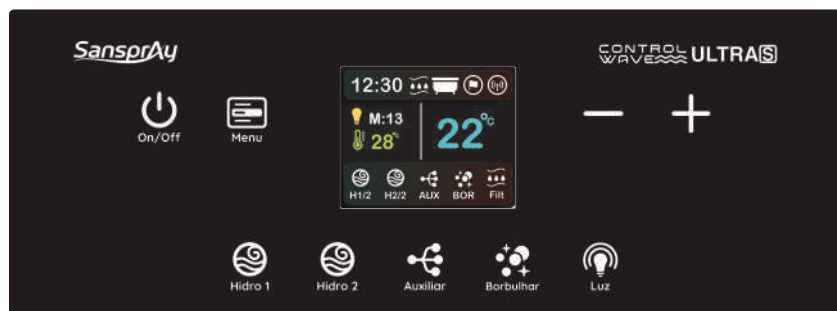 SansprAy
CONTROL WAVE ULTRA S
12:30
On/Off
Menu
M:13
28°
22°c
H1/2 H2/2 AUX BOR Filt
Hidro 1 Hidro 2 Auxiliar Borbulhar Luz